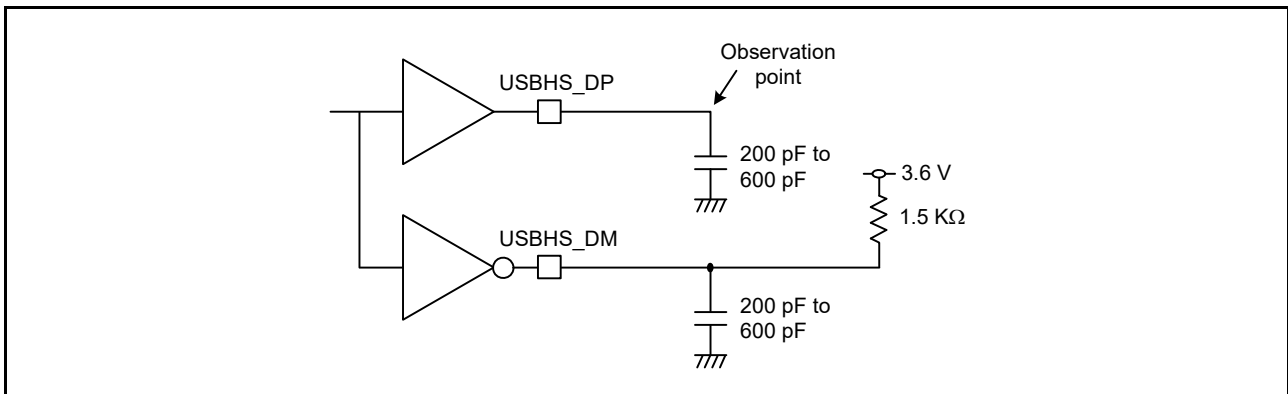 Observation
point
USBHS_DP
200 pF to
600 pF
3.6 V
1.5 KΩ
USBHS_DM
200 pF to
600 pF